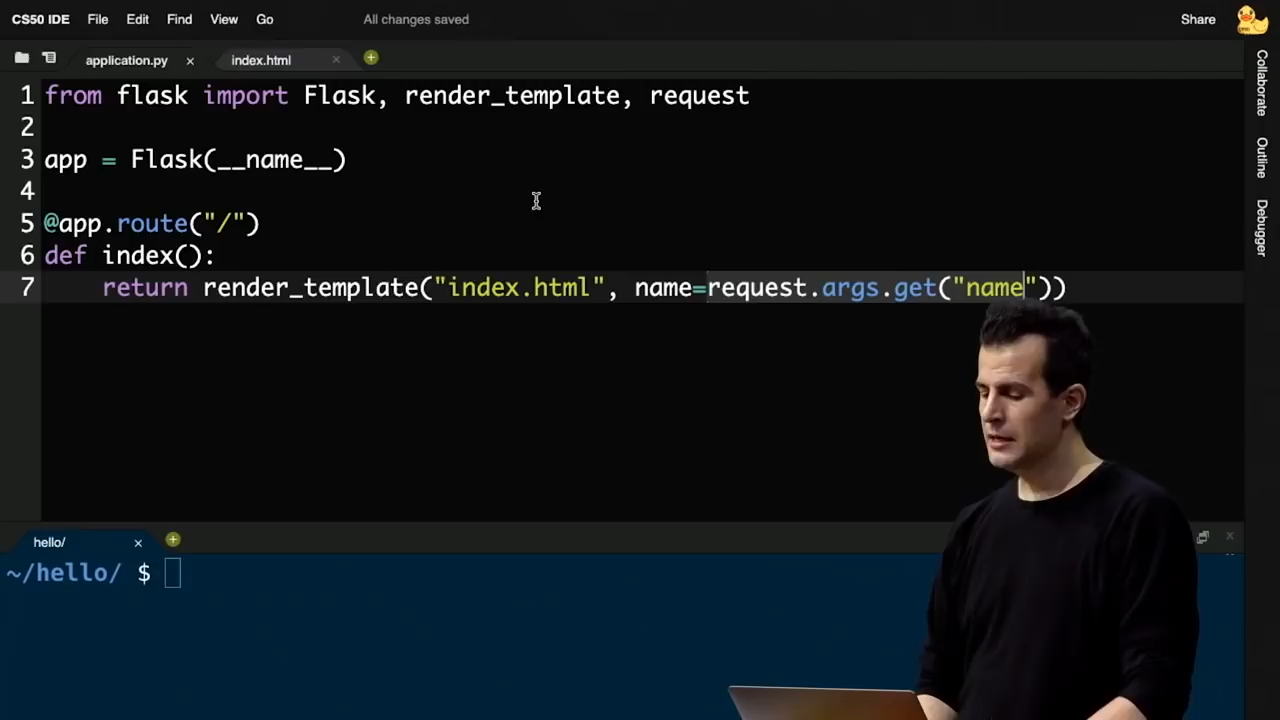 CS50 IDE File Edit Find View Go All changes saved Share
application.py × index.html ×
Collaborate
Outline
Debugger
1 from flask import Flask, render_template, request
2
3 app = Flask(__name__)
4
5 @app.route("/")
6 def index():
7 return render_template("index.html", name=request.args.get("name"))
hello/ ×
~/hello/ $